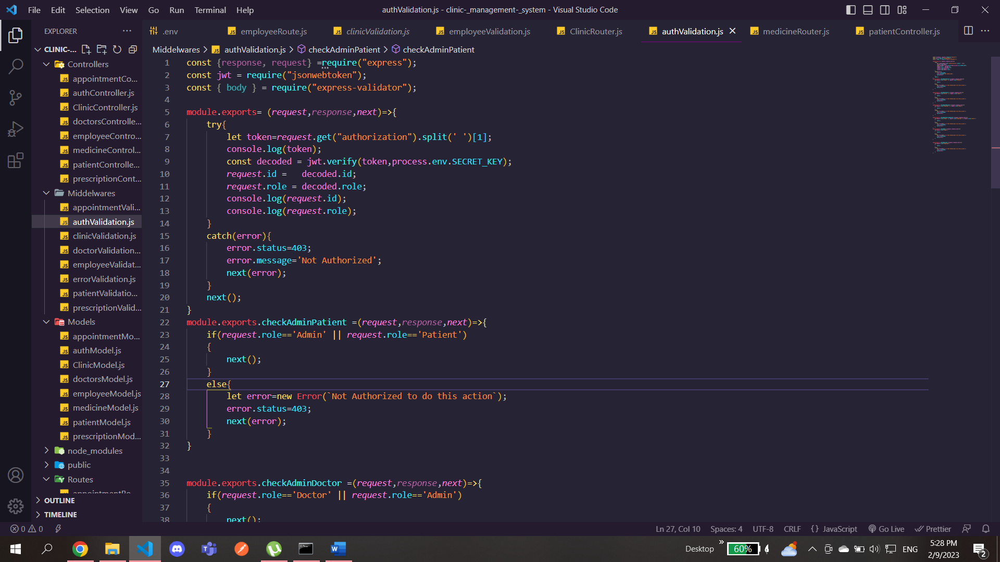 File Edit Selection View Go Run Terminal Help
authValidation.js - clinic-_management-_system - Visual Studio Code
EXPLORER
.env
employeeRoute.js
clinicValidation.js
employeeValidation.js
ClinicRouter.js
authValidation.js
medicineRouter.js
patientController.js
CLINIC-...
Middelwares > authValidation.js > checkAdminPatient > checkAdminPatient
Controllers
appointmentCo...
authController.js
ClinicController.js
doctorsControlle...
employeeContro...
medicineControl...
patientControlle...
prescriptionCont...
Middelwares
appointmentVali...
authValidation.js
clinicValidation.js
doctorValidation...
employeeValidat...
errorValidation.js
patientValidatio...
prescriptionValid...
Models
appointmentMo...
authModel.js
ClinicModel.js
doctorsModel.js
employeeModel.js
medicineModel.js
patientModel.js
prescriptionMod...
node_modules
public
Routes
OUTLINE
TIMELINE
1 const {response, request} =require("express");
2 const jwt = require("jsonwebtoken");
3 const { body } = require("express-validator");
4
5 module.exports= (request,response,next)=>{
6 try{
7 let token=request.get("authorization").split(' ')[1];
8 console.log(token);
9 const decoded = jwt.verify(token,process.env.SECRET_KEY);
10 request.id =   decoded.id;
11 request.role = decoded.role;
12 console.log(request.id);
13 console.log(request.role);
14 }
15 catch(error){
16 error.status=403;
17 error.message='Not Authorized';
18 next(error);
19 }
20 next();
21 }
22 module.exports.checkAdminPatient =(request,response,next)=>{
23 if(request.role=='Admin' || request.role=='Patient')
24 {
25 next();
26 }
27 else{
28 let error=new Error(`Not Authorized to do this action`);
29 error.status=403;
30 next(error);
31 }
32 }
33
34
35 module.exports.checkAdminDoctor =(request,response,next)=>{
36 if(request.role=='Doctor' || request.role=='Admin')
37 {
38 next();
0 0
Ln 27, Col 10 Spaces: 4 UTF-8 CRLF {} JavaScript Go Live Prettier
Desktop 60% ENG
5:28 PM
2/9/2023
2